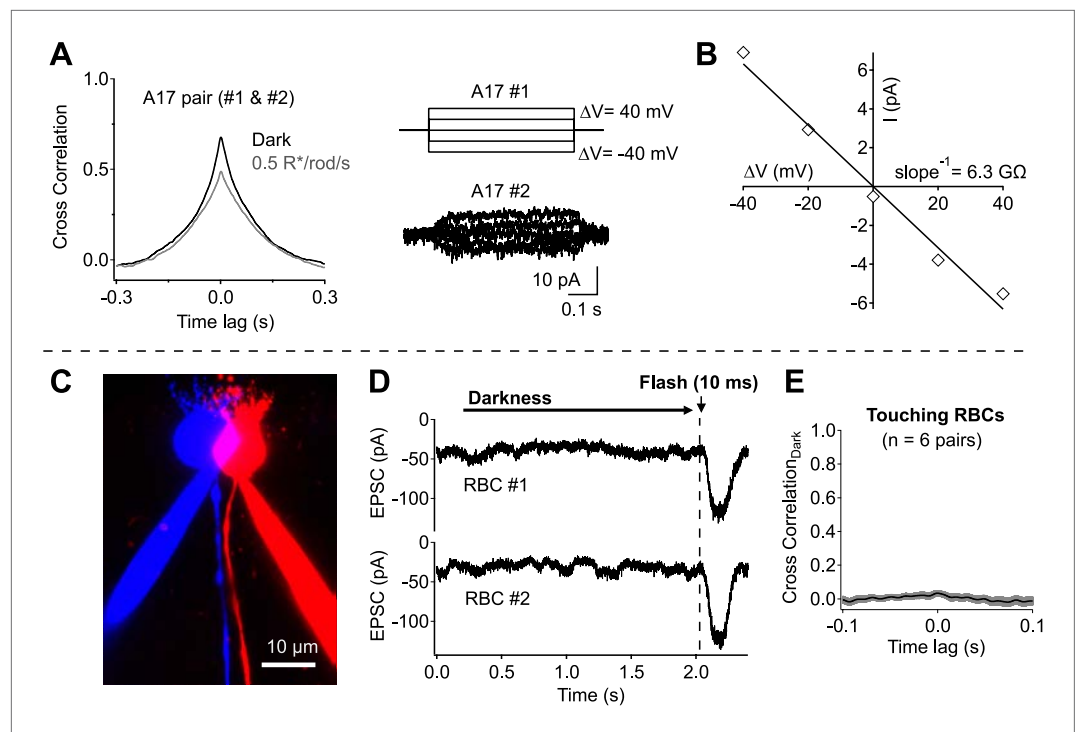 A
1.0
0.5
0.0
Cross Correlation
A17 pair (#1 & #2)
Dark
0.5 R*/rod/s
−0.3
0.0
0.3
Time lag (s)
A17 #1
ΔV= 40 mV
ΔV= -40 mV
A17 #2
10 pA
0.1 s
B
6
4
2
I (pA)
ΔV (mV)
slope⁻¹ = 6.3 GΩ
−40
−20
20
40
−2
−4
−6
C
10 µm
D
Flash (10 ms)
Darkness
0
−50
−100
EPSC (pA)
RBC #1
0
−50
−100
EPSC (pA)
RBC #2
0.0
0.5
1.0
1.5
2.0
Time (s)
E
Touching RBCs
(n = 6 pairs)
1.0
0.8
0.6
0.4
0.2
0.0
Cross Correlation Dark
−0.1
0.0
0.1
Time lag (s)